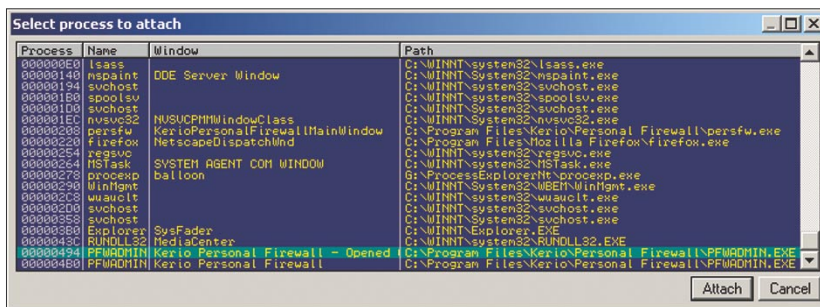 Select process to attach
Process Name Window Path
000000E0 lsass C:\WINNT\system32\lsass.exe
00000140 mspaint DDE Server Window C:\WINNT\System32\mspaint.exe
00000194 svchost C:\WINNT\system32\svchost.exe
000001B0 spoolsv C:\WINNT\system32\spoolsv.exe
000001D0 svchost C:\WINNT\System32\svchost.exe
000001EC nvsvc32 NVSVCPMMWindowClass C:\WINNT\System32\nvsvc32.exe
00000208 persfw KerioPersonalFirewallMainWindow C:\Program Files\Kerio\Personal Firewall\persfw.exe
00000220 firefox NetscapeDispatchWnd C:\Program Files\Mozilla Firefox\firefox.exe
00000254 regsvc C:\WINNT\system32\regsvc.exe
00000264 MSTask SYSTEM AGENT COM WINDOW C:\WINNT\system32\MSTask.exe
00000278 procexp balloon G:\ProcessExplorerNt\procexp.exe
00000290 WinMgmt C:\WINNT\System32\WBEM\WinMgmt.exe
000002C8 wuauclt C:\WINNT\system32\wuauclt.exe
000002D0 svchost C:\WINNT\System32\svchost.exe
00000358 svchost C:\WINNT\System32\svchost.exe
000003B0 Explorer SysFader C:\WINNT\Explorer.EXE
0000043C RUNDLL32 MediaCenter C:\WINNT\system32\RUNDLL32.EXE
00000494 PFWADMIN Kerio Personal Firewall - Opened C:\Program Files\Kerio\Personal Firewall\PFWADMIN.EXE
000004B0 PFWADMIN Kerio Personal Firewall C:\Program Files\Kerio\Personal Firewall\PFWADMIN.EXE
Attach Cancel